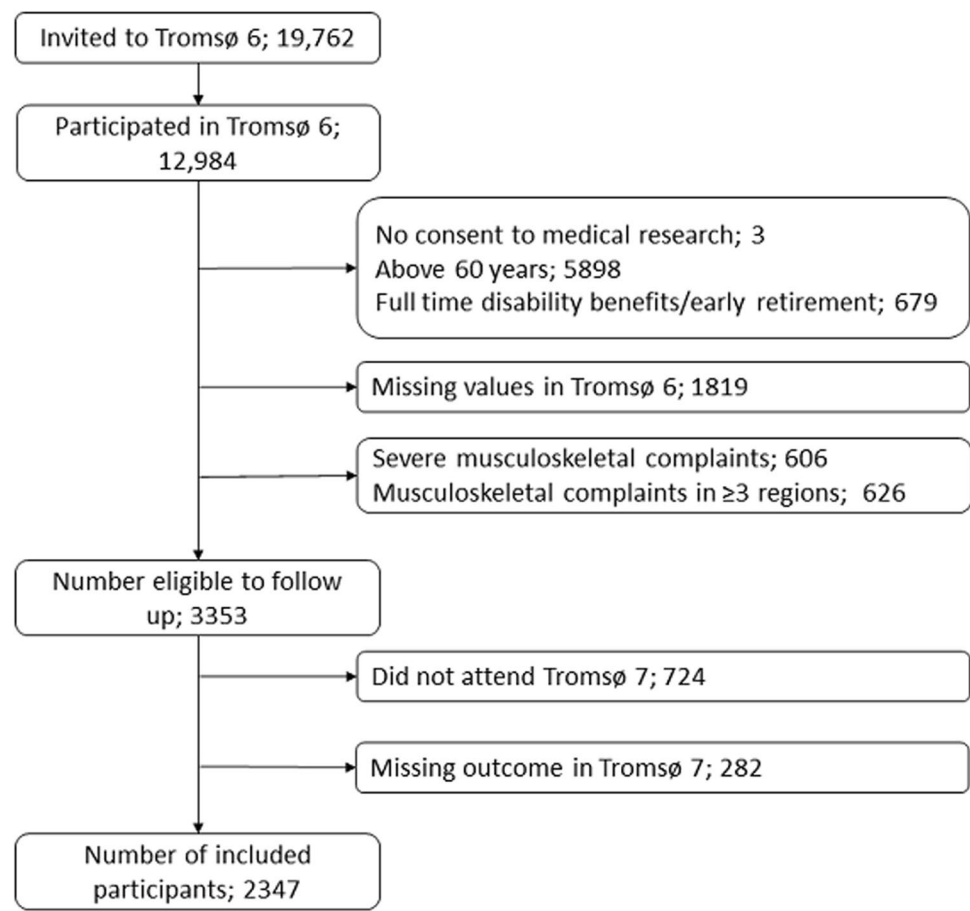 Invited to Tromsø 6; 19,762
Participated in Tromsø 6;
12,984
No consent to medical research; 3
Above 60 years; 5898
Full time disability benefits/early retirement; 679
Missing values in Tromsø 6; 1819
Severe musculoskeletal complaints; 606
Musculoskeletal complaints in ≥3 regions; 626
Number eligible to follow
up; 3353
Did not attend Tromsø 7; 724
Missing outcome in Tromsø 7; 282
Number of included
participants; 2347